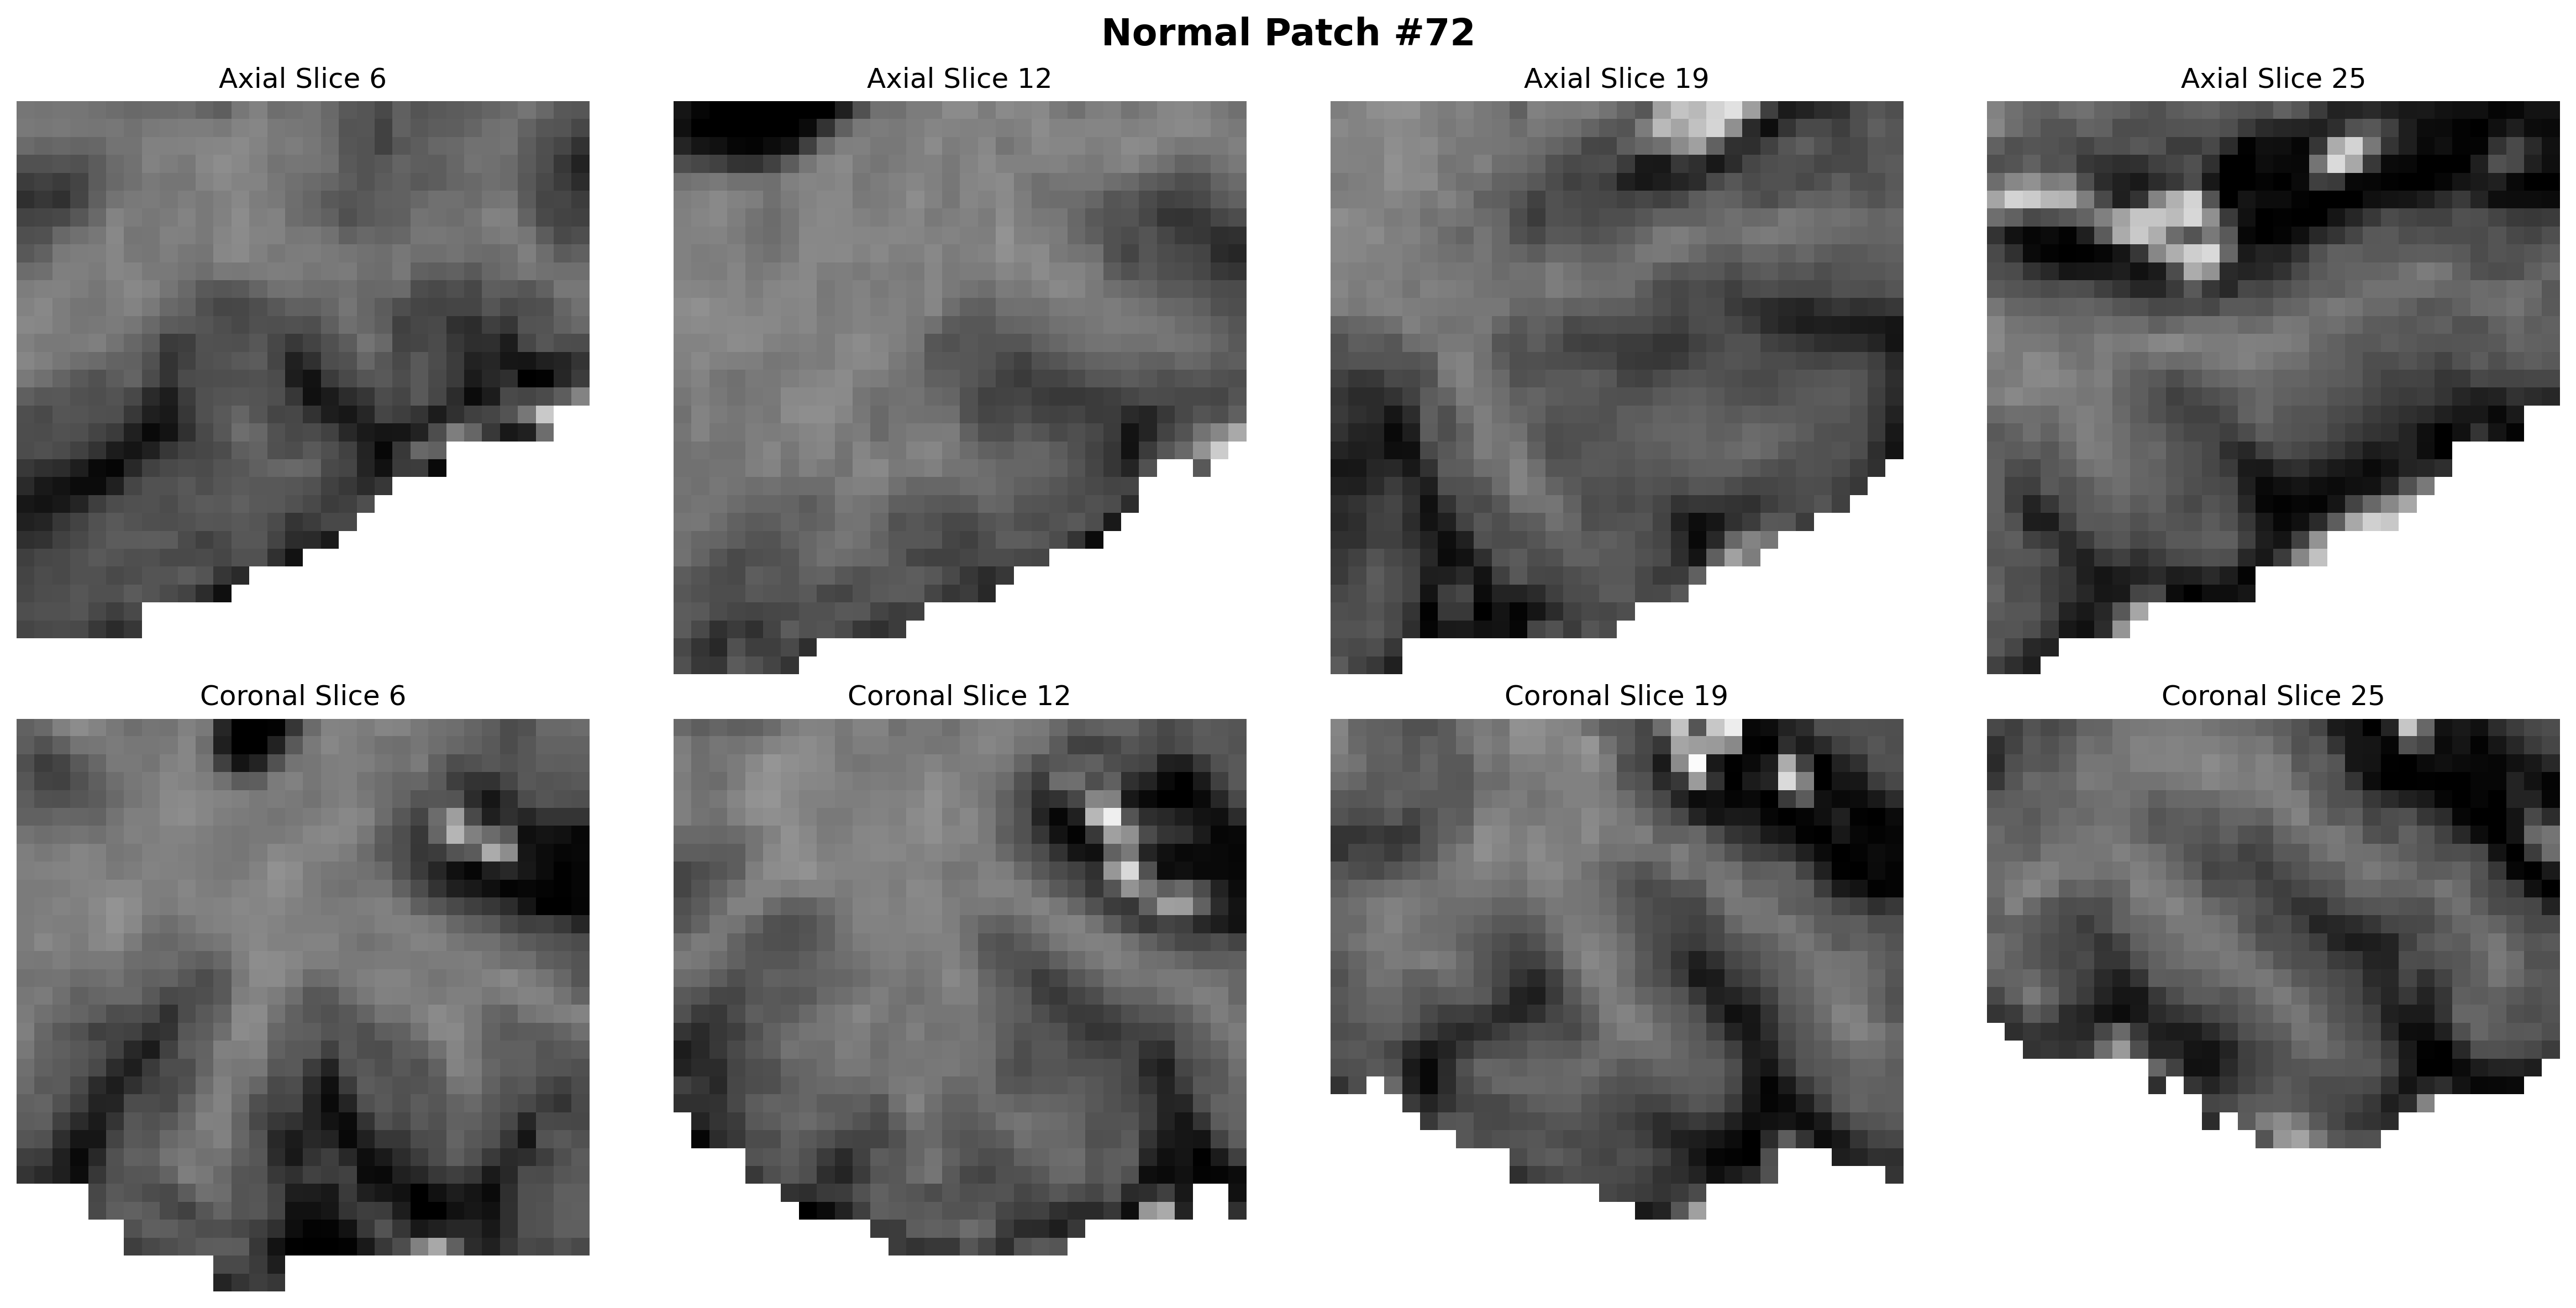 Normal Patch #72
Axial Slice 6
Axial Slice 12
Axial Slice 19
Axial Slice 25
Coronal Slice 6
Coronal Slice 12
Coronal Slice 19
Coronal Slice 25